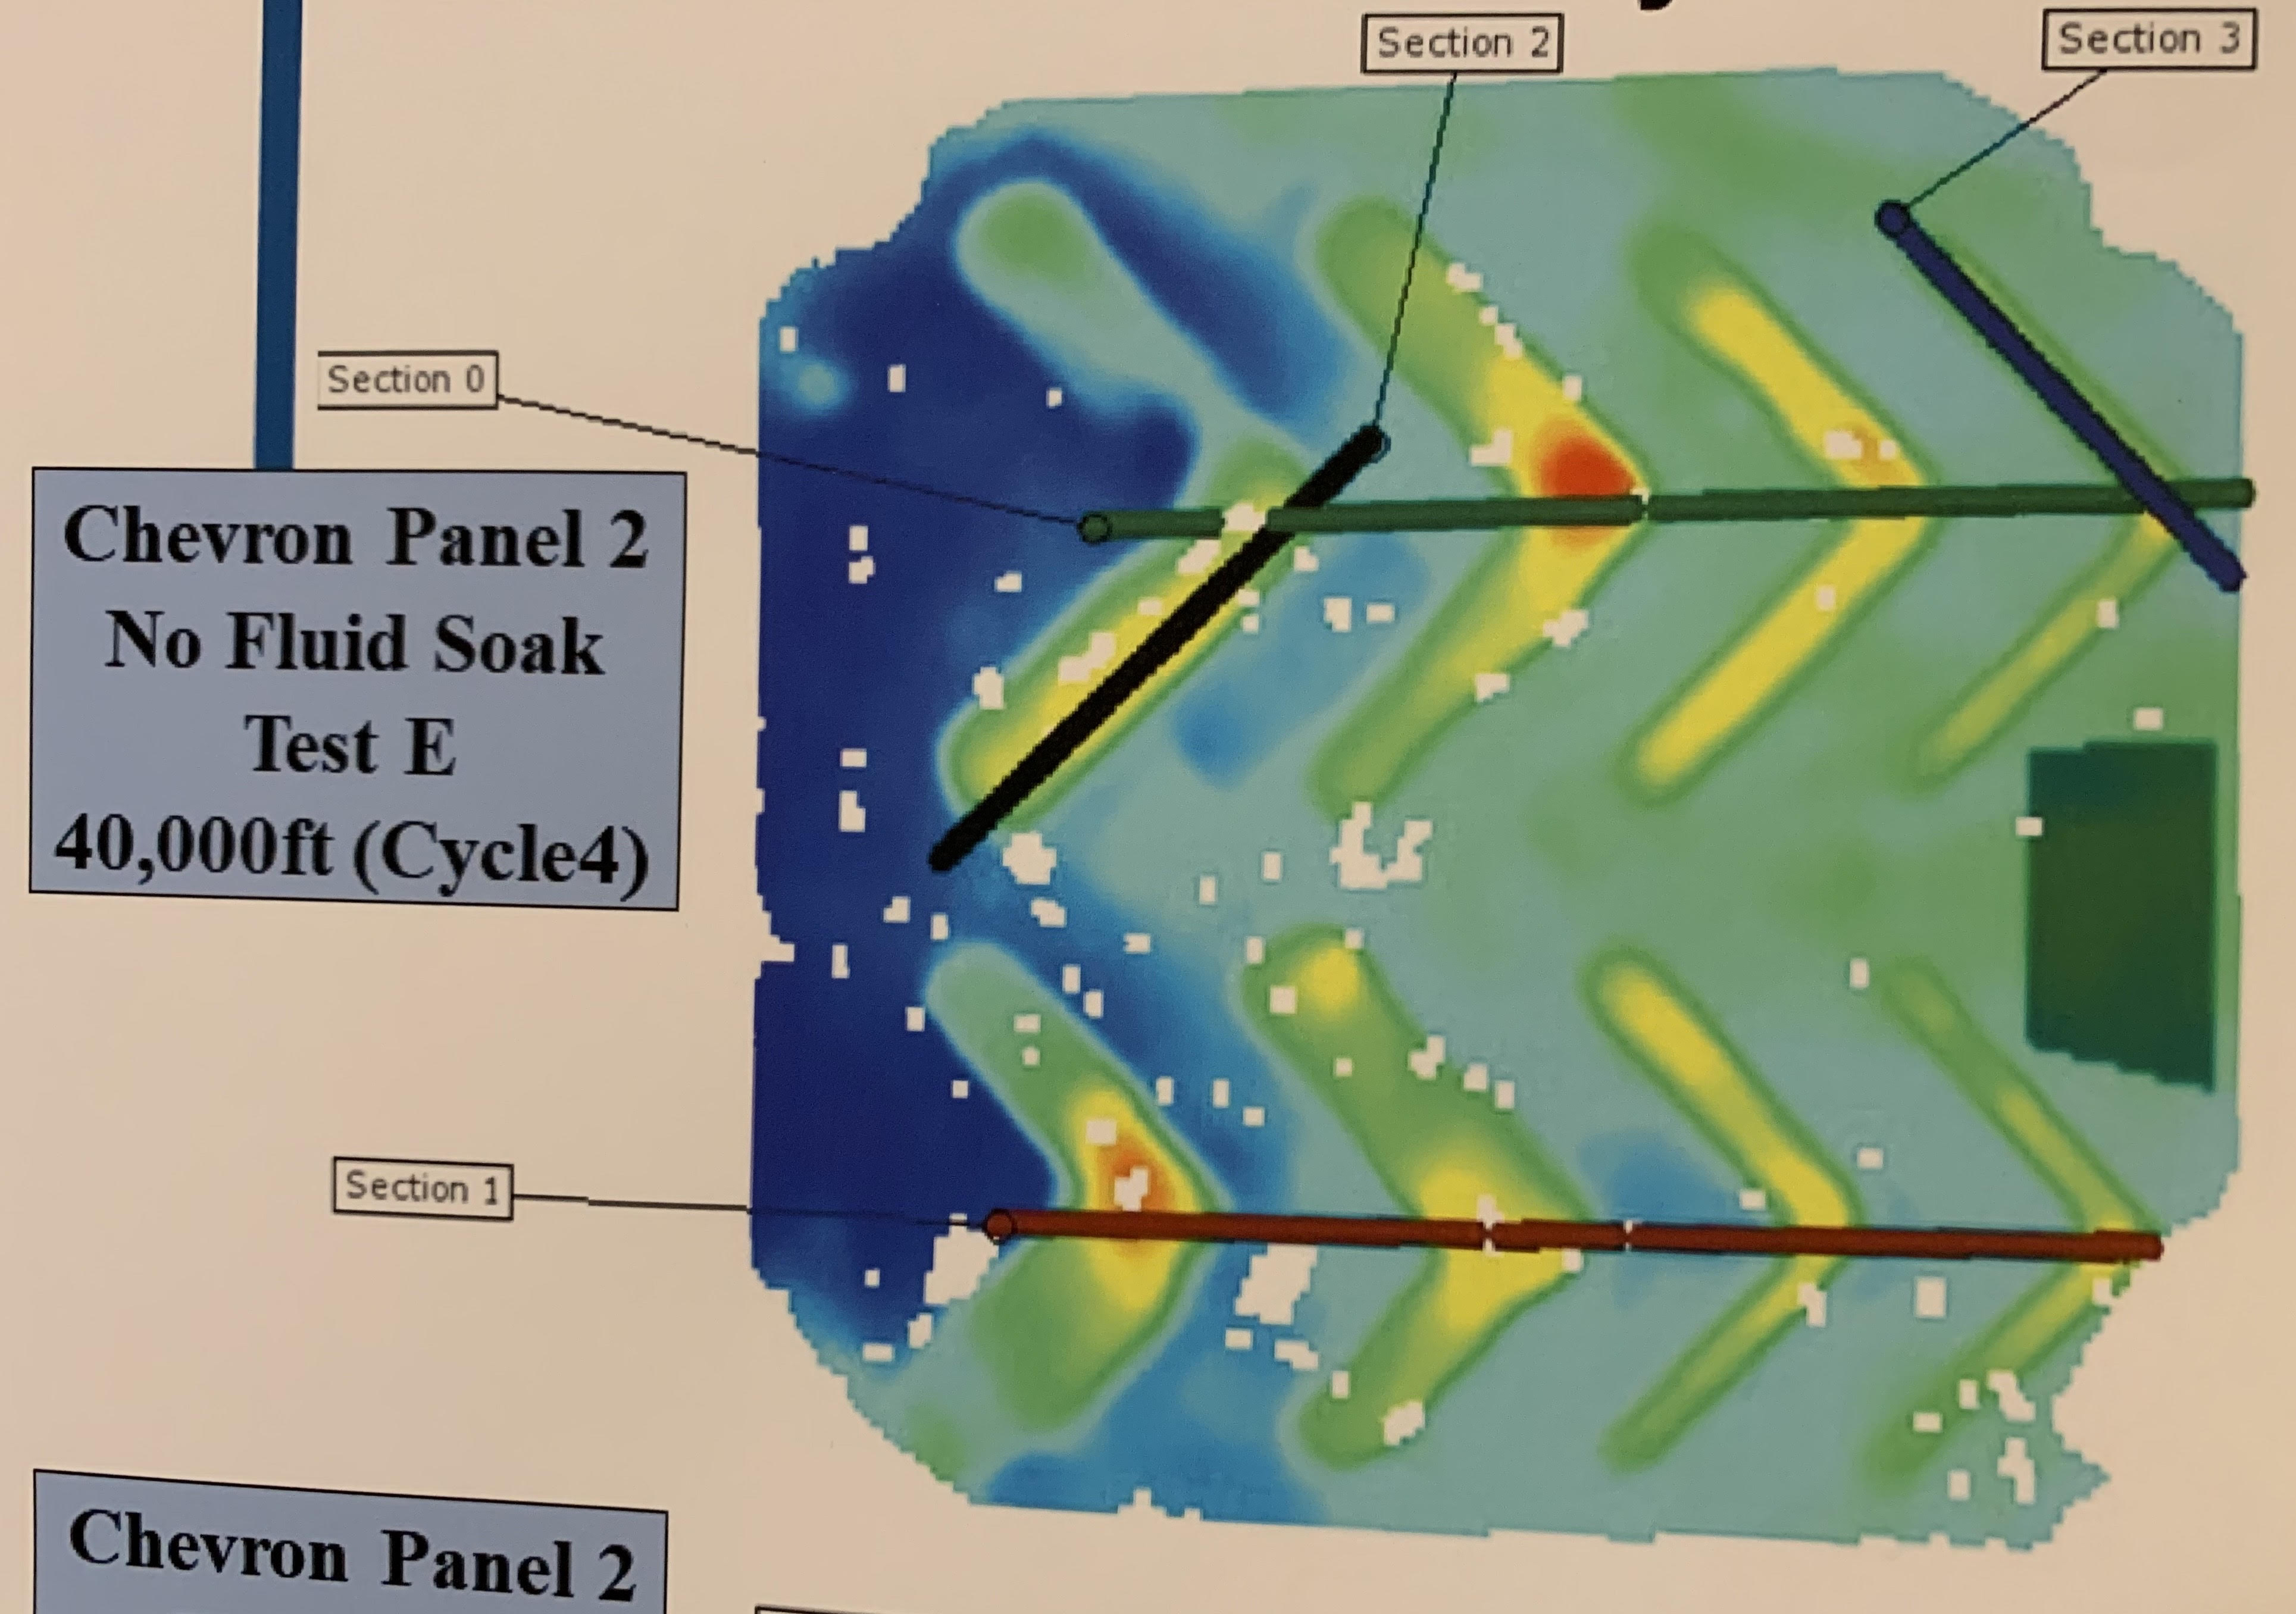 Section 2
Section 3
Section 0
Chevron Panel 2
No Fluid Soak
Test E
40,000ft (Cycle4)
Section 1
Chevron Panel 2